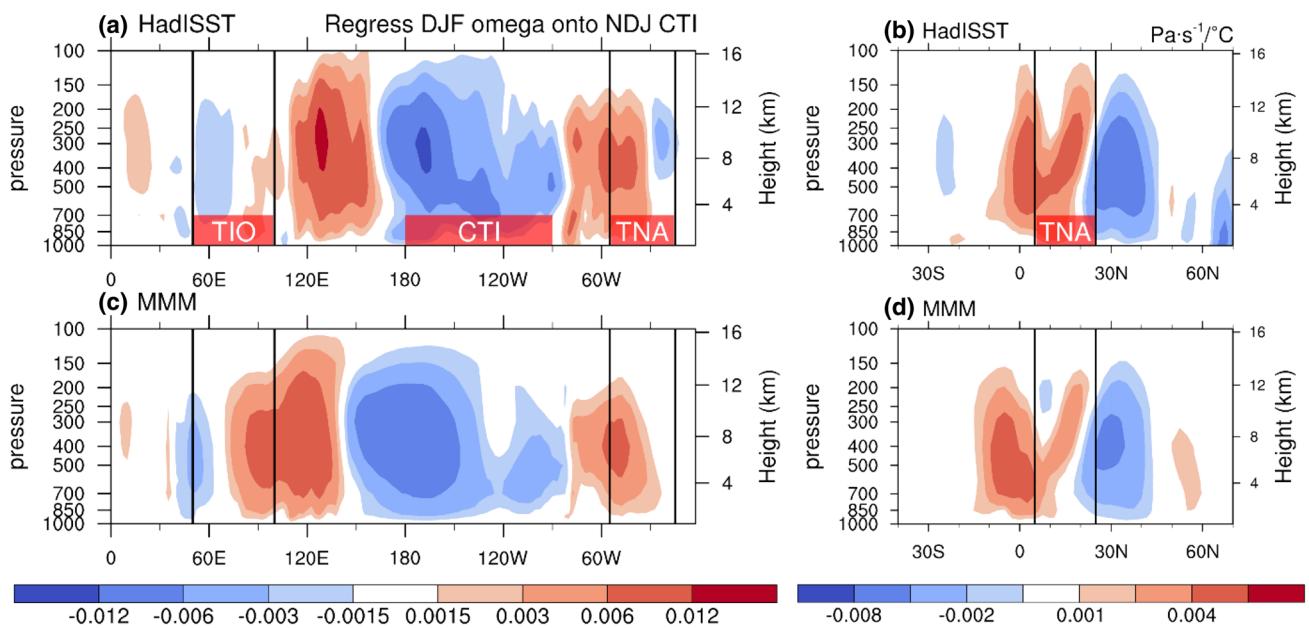 (a) HadISST Regress DJF omega onto NDJ CTI
(b) HadISST Pa·s⁻¹/°C
pressure
100
150
200
250
300
400
500
700
850
1000
16
12
8
4
Height (km)
TIO CTI TNA
0 60E 120E 180 120W 60W
pressure
100
150
200
250
300
400
500
700
850
1000
16
12
8
4
Height (km)
TNA
30S 0 30N 60N
(c) MMM
pressure
100
150
200
250
300
400
500
700
850
1000
16
12
8
4
Height (km)
0 60E 120E 180 120W 60W
(d) MMM
pressure
100
150
200
250
300
400
500
700
850
1000
16
12
8
4
Height (km)
30S 0 30N 60N
-0.012 -0.006 -0.003 -0.0015 0.0015 0.003 0.006 0.012
-0.008 -0.002 0.001 0.004